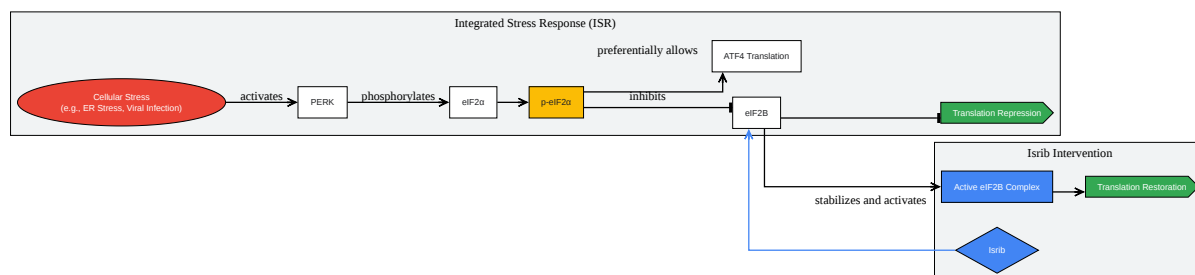 Integrated Stress Response (ISR)
preferentially allows
ATF4 Translation
Cellular Stress
(e.g., ER Stress, Viral Infection)
activates
PERK
phosphorylates
eIF2α
p-eIF2α
inhibits
eIF2B
Translation Repression
Isrib Intervention
stabilizes and activates
Active eIF2B Complex
Translation Restoration
Isrib